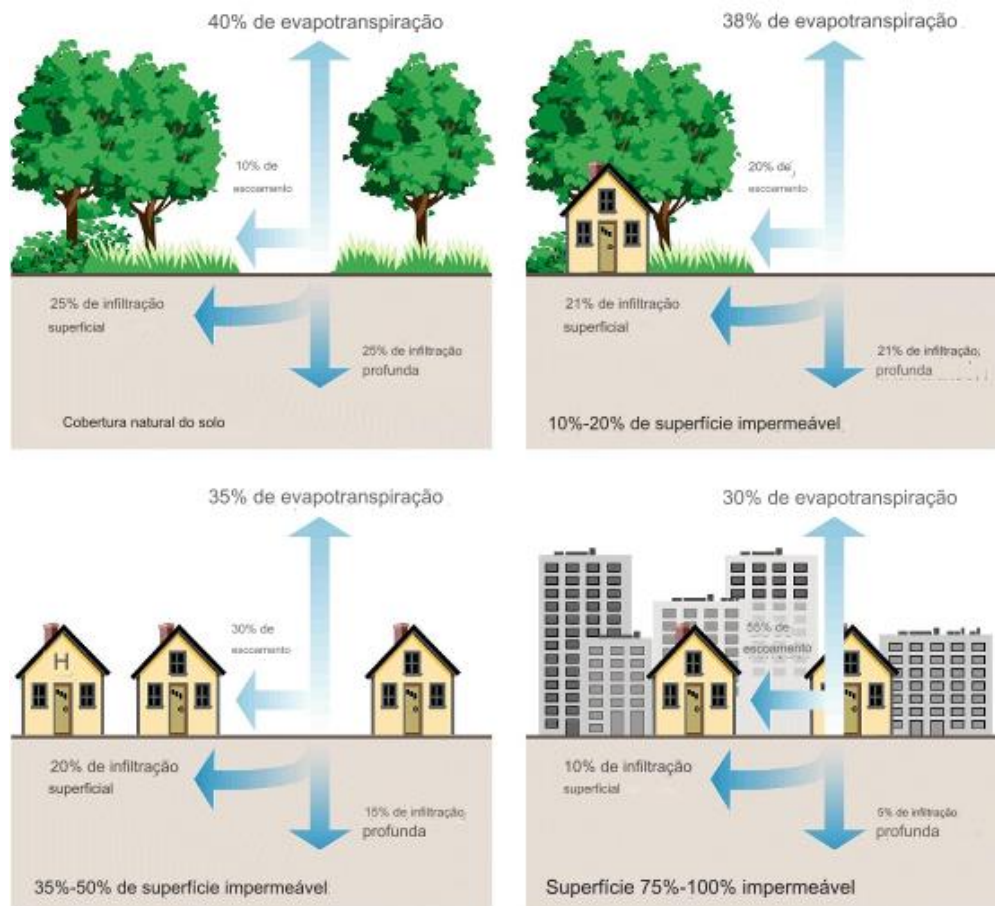 40% de evapotranspiração
10% de
escoamento
25% de infiltração
superficial
25% de infiltração
profunda
Cobertura natural do solo
38% de evapotranspiração
20% de
escoamento
21% de infiltração
superficial
21% de infiltração
profunda
10%-20% de superfície impermeável
35% de evapotranspiração
30% de
escoamento
H
20% de infiltração
superficial
15% de infiltração
profunda
35%-50% de superfície impermeável
30% de evapotranspiração
55% de
escoamento
10% de infiltração
superficial
5% de infiltração
profunda
Superfície 75%-100% impermeável